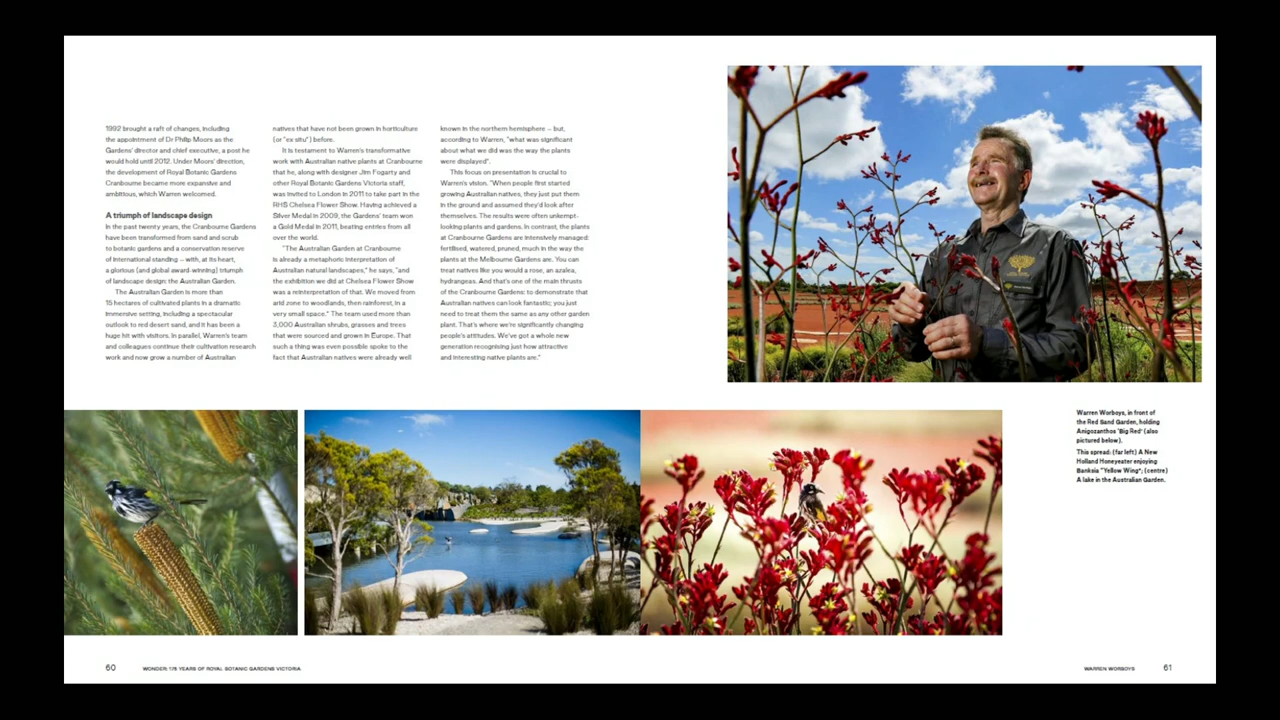 1992 brought a raft of changes, including
the appointment of Dr Philip Moors as the
Gardens' director and chief executive, a post he
would hold until 2012. Under Moors' direction,
the development of Royal Botanic Gardens
Cranbourne became more expansive and
ambitious, which Warren welcomed.
A triumph of landscape design
In the past twenty years, the Cranbourne Gardens
have been transformed from sand and scrub
to botanic gardens and a conservation reserve
of international standing – with, at its heart,
a glorious (and global award-winning) triumph
of landscape design: the Australian Garden.
The Australian Garden is more than
15 hectares of cultivated plants in a dramatic
immersive setting, including a spectacular
outlook to red desert sand, and it has been a
huge hit with visitors. In parallel, Warren's team
and colleagues continue their cultivation research
work and now grow a number of Australian
natives that have not been grown in horticulture
(or "ex situ") before.
It is testament to Warren's transformative
work with Australian native plants at Cranbourne
that he, along with designer Jim Fogarty and
other Royal Botanic Gardens Victoria staff,
was invited to London in 2011 to take part in the
RHS Chelsea Flower Show. Having achieved a
Silver Medal in 2009, the Gardens' team won
a Gold Medal in 2011, beating entries from all
over the world.
"The Australian Garden at Cranbourne
is already a metaphoric interpretation of
Australian natural landscapes," he says, "and
the exhibition we did at Chelsea Flower Show
was a reinterpretation of that. We moved from
arid zone to woodlands, then rainforest, in a
very small space." The team used more than
3,000 Australian shrubs, grasses and trees
that were sourced and grown in Europe. That
such a thing was even possible spoke to the
fact that Australian natives were already well
known in the northern hemisphere – but,
according to Warren, "what was significant
about what we did was the way the plants
were displayed".
This focus on presentation is crucial to
Warren's vision. "When people first started
growing Australian natives, they just put them
in the ground and assumed they'd look after
themselves. The results were often unkempt-
looking plants and gardens. In contrast, the plants
at Cranbourne Gardens are intensively managed:
fertilised, watered, pruned, much in the way the
plants at the Melbourne Gardens are. You can
treat natives like you would a rose, an azalea,
hydrangeas. And that's one of the main thrusts
of the Cranbourne Gardens: to demonstrate that
Australian natives can look fantastic; you just
need to treat them the same as any other garden
plant. That's where we're significantly changing
people's attitudes. We've got a whole new
generation recognising just how attractive
and interesting native plants are."
Warren Worboys, in front of
the Red Sand Garden, holding
Anigozanthos 'Big Red' (also
pictured below).
This spread: (far left) A New
Holland Honeyeater enjoying
Banksia "Yellow Wing"; (centre)
A lake in the Australian Garden.
60 WONDER: 175 YEARS OF ROYAL BOTANIC GARDENS VICTORIA
WARREN WORBOYS 61